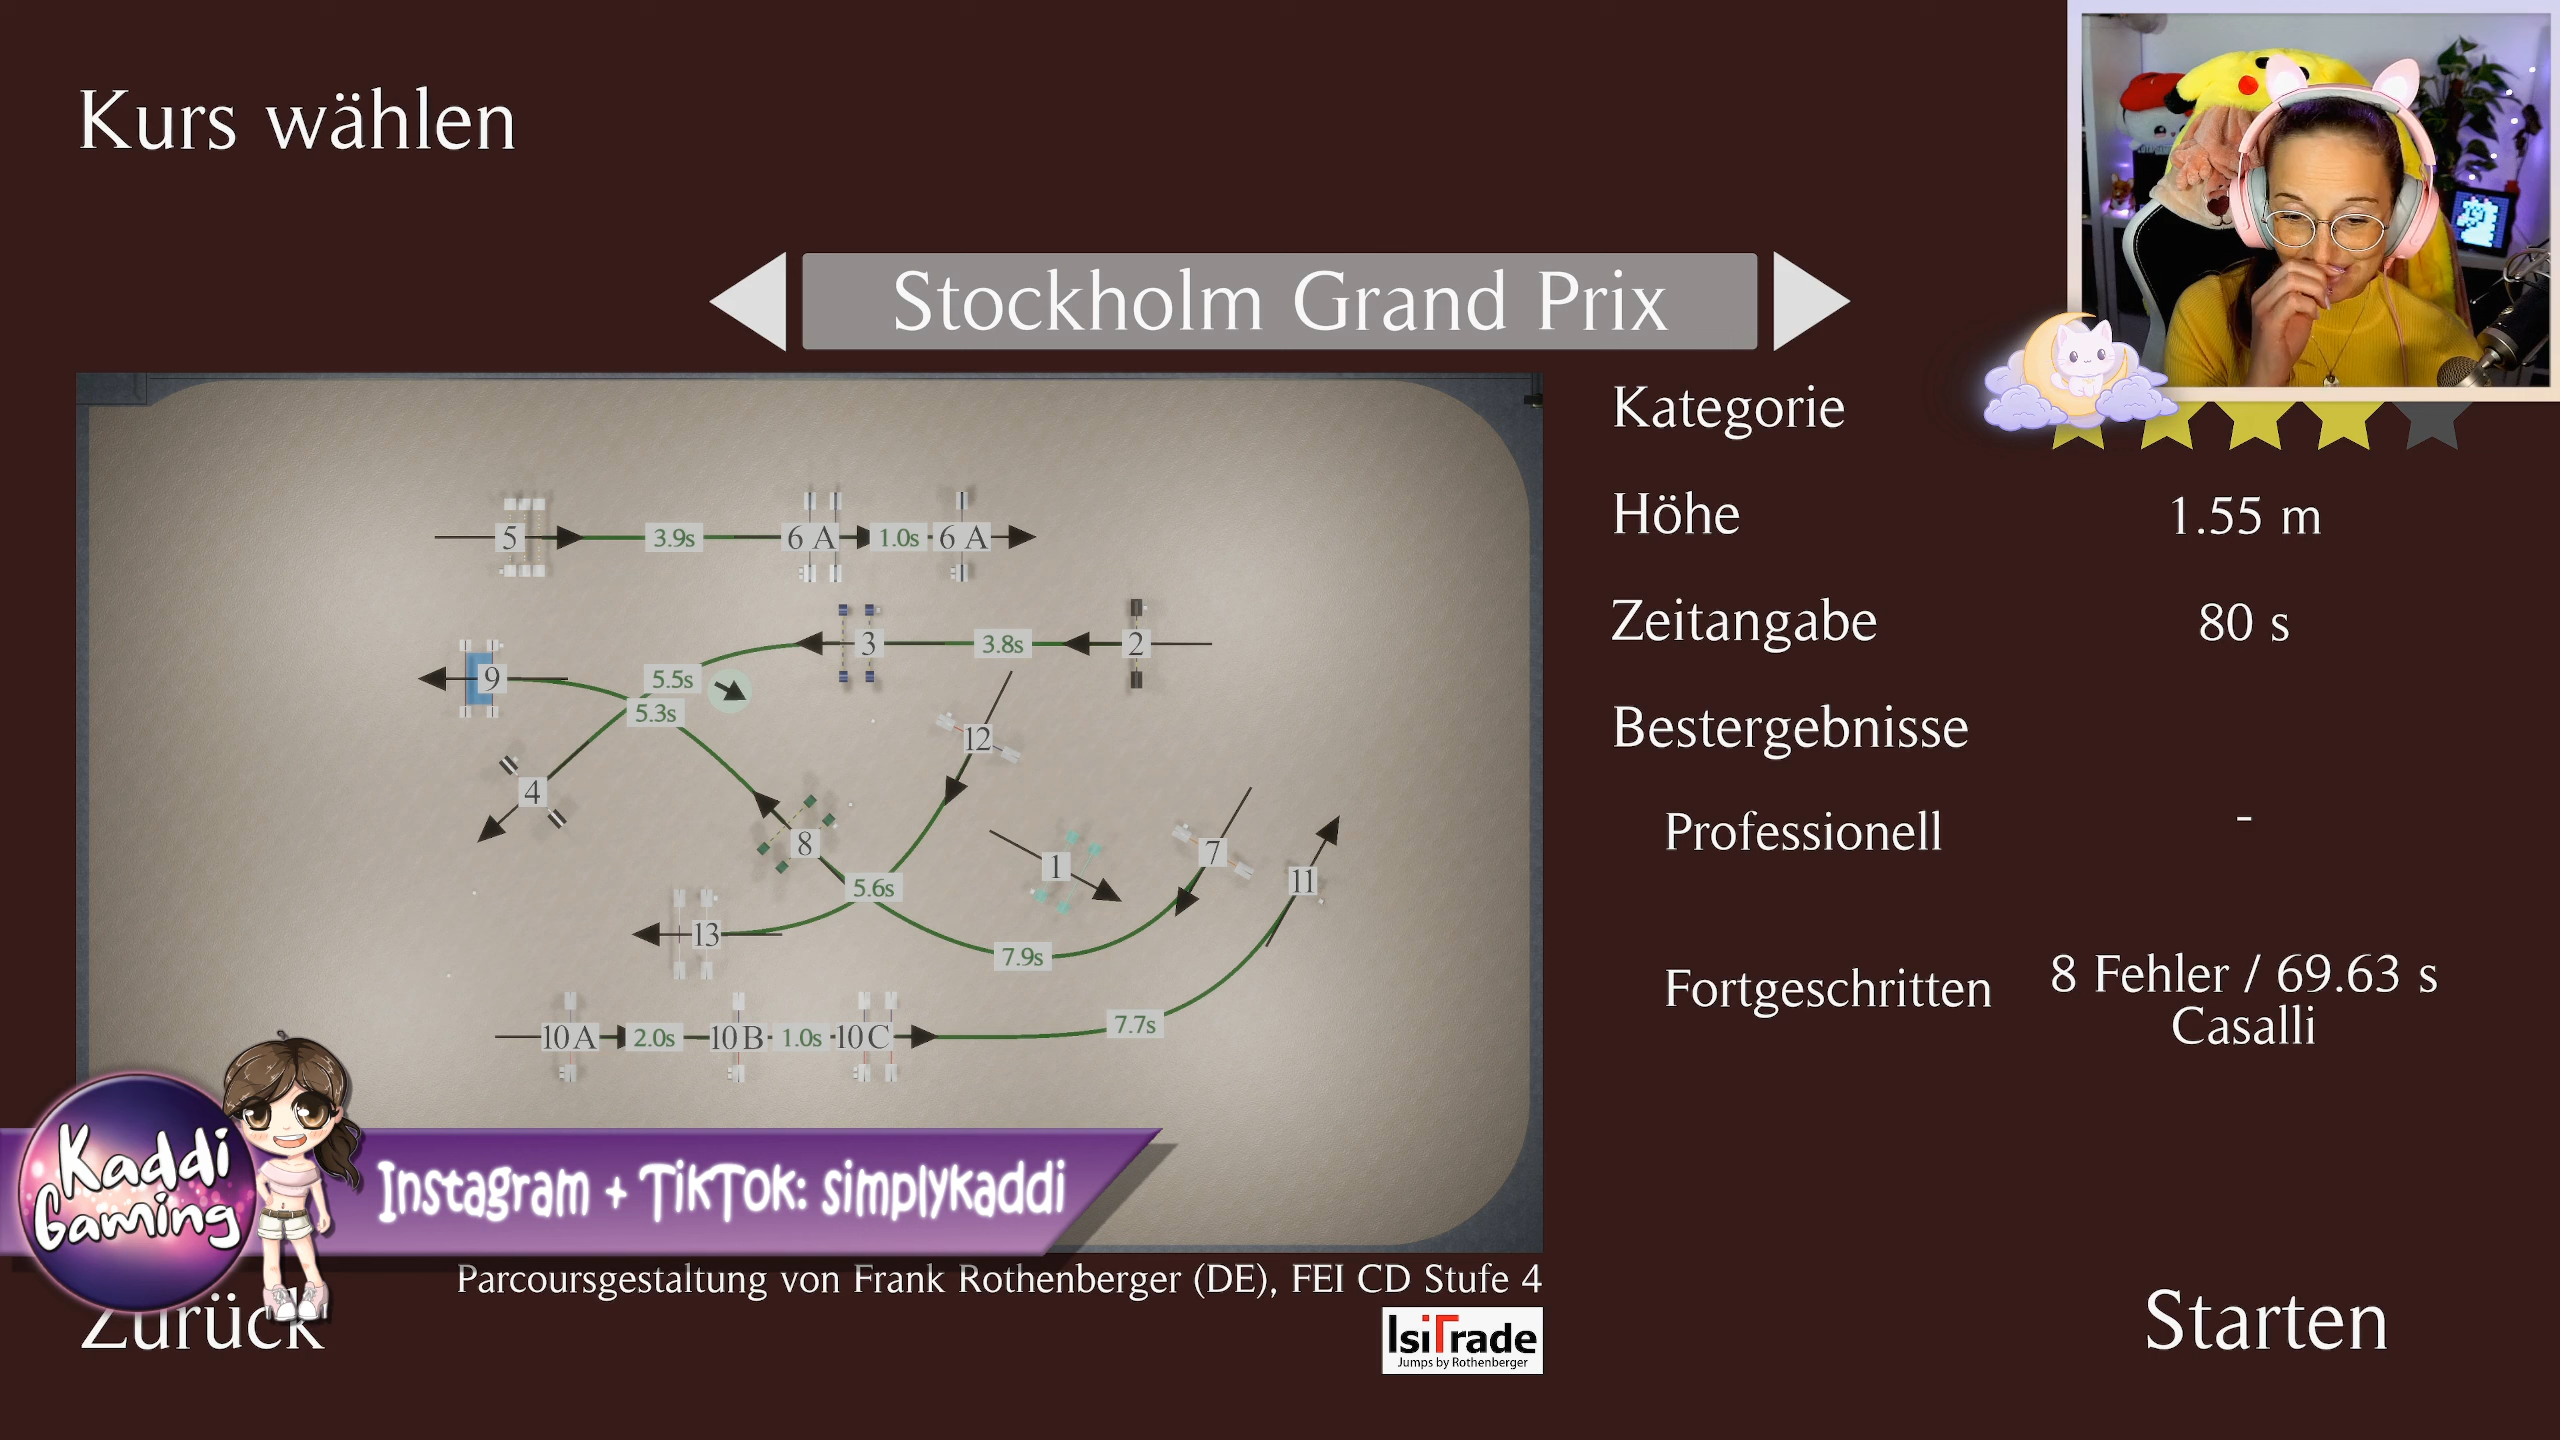 Kurs wählen
Stockholm Grand Prix
Kategorie
Höhe
1.55 m
Zeitangabe
80 s
Bestergebnisse
Professionell
-
Fortgeschritten
8 Fehler / 69.63 s
Casalli
5
3.9s
6 A
1.0s
6 A
3
3.8s
2
9
5.5s
5.3s
12
4
8
5.6s
1
7
11
13
7.9s
10 A
2.0s
10 B
1.0s
10 C
7.7s
Kaddi
Gaming
Instagram + TikTok: simplykaddi
Parcoursgestaltung von Frank Rothenberger (DE), FEI CD Stufe 4
IsiTrade
Jumps by Rothenberger
Zurück
Starten